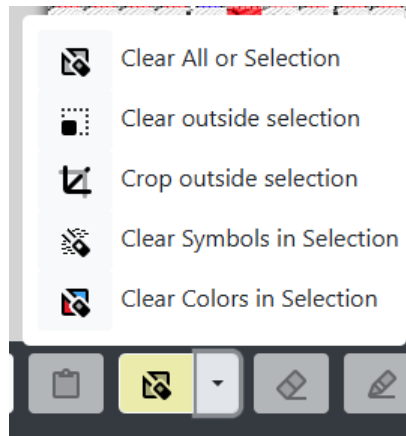 Clear All or Selection
Clear outside selection
Crop outside selection
Clear Symbols in Selection
Clear Colors in Selection